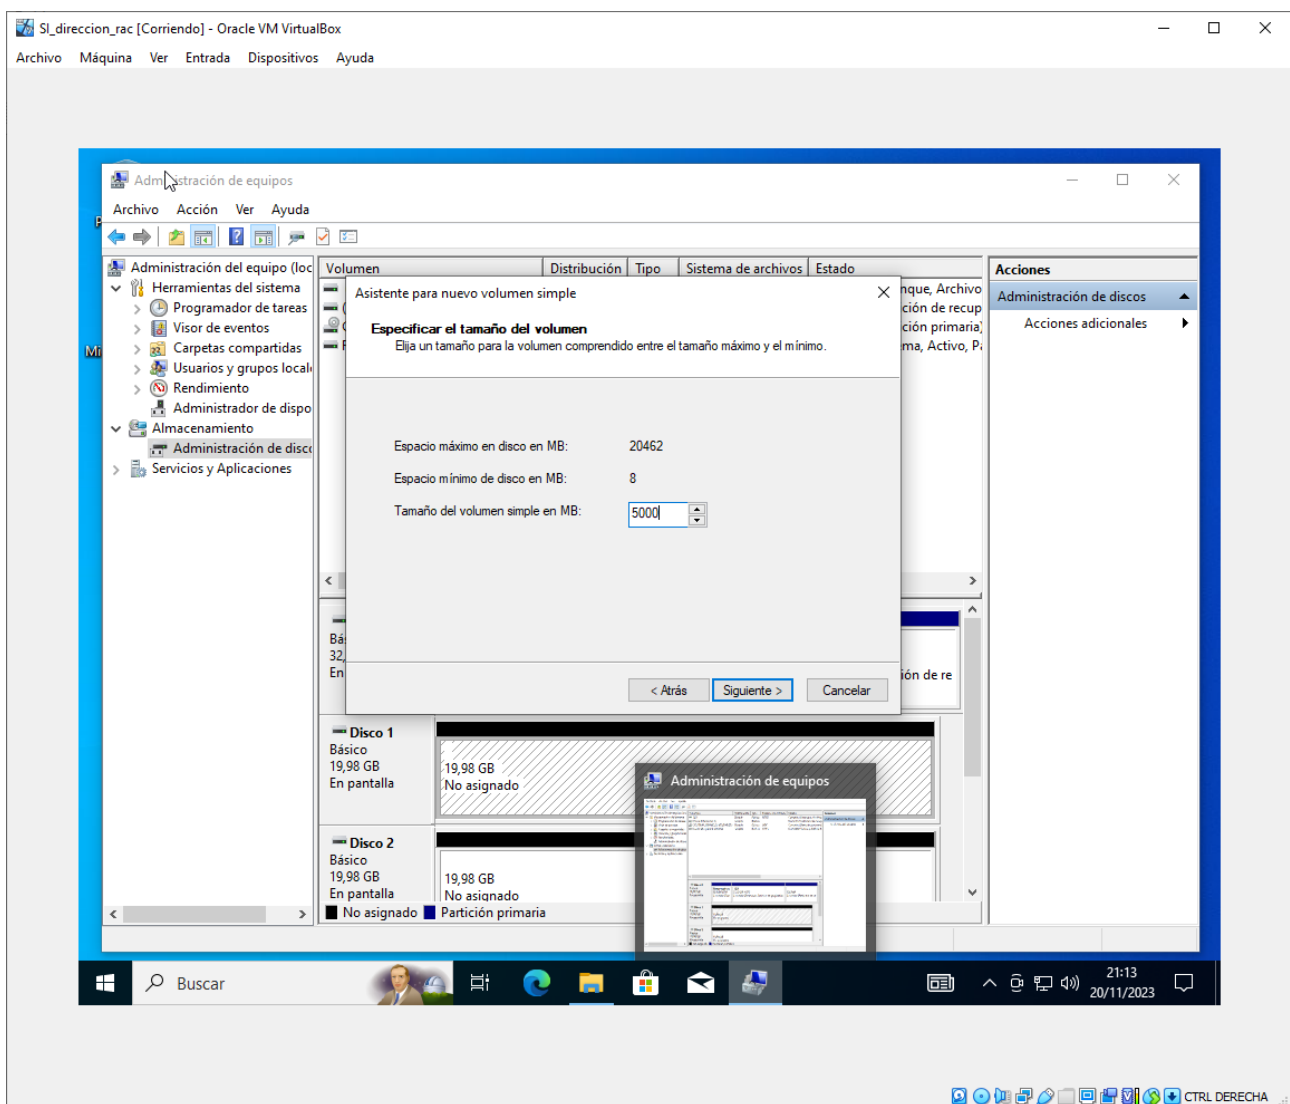 SI_direccion_rac [Corriendo] - Oracle VM VirtualBox
Archivo Máquina Ver Entrada Dispositivos Ayuda
Administración de equipos
Archivo Acción Ver Ayuda
Administración del equipo (loc
Herramientas del sistema
Programador de tareas
Visor de eventos
Carpetas compartidas
Usuarios y grupos local
Rendimiento
Administrador de dispo
Almacenamiento
Administración de disco
Servicios y Aplicaciones
Volumen Distribución Tipo Sistema de archivos Estado
nque, Archivo
ción de recup
ción primaria)
ma, Activo, Pa
Asistente para nuevo volumen simple
Especificar el tamaño del volumen
Elija un tamaño para la volumen comprendido entre el tamaño máximo y el mínimo.
Espacio máximo en disco en MB: 20462
Espacio mínimo de disco en MB: 8
Tamaño del volumen simple en MB: 5000
< Atrás Siguiente > Cancelar
Acciones
Administración de discos
Acciones adicionales
Bás
32,
En
ión de re
Disco 1
Básico
19,98 GB
En pantalla
19,98 GB
No asignado
Disco 2
Básico
19,98 GB
En pantalla
19,98 GB
No asignado
No asignado Partición primaria
Administración de equipos
Mi
Buscar
21:13
20/11/2023
CTRL DERECHA